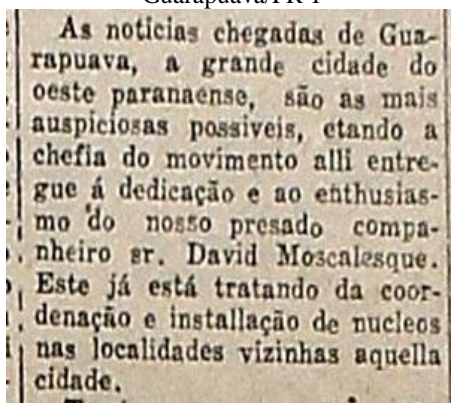 As noticias chegadas de Gua-
rapuava, a grande cidade do
oeste paranaense, são as mais
auspiciosas possiveis, etando a
chefia do movimento alli entre-
gue á dedicação e ao enthusias-
mo do nosso presado compa-
nheiro sr. David Moscalesque.
Este já está tratando da coor-
denação e installação de nucleos
nas localidades vizinhas aquella
cidade.